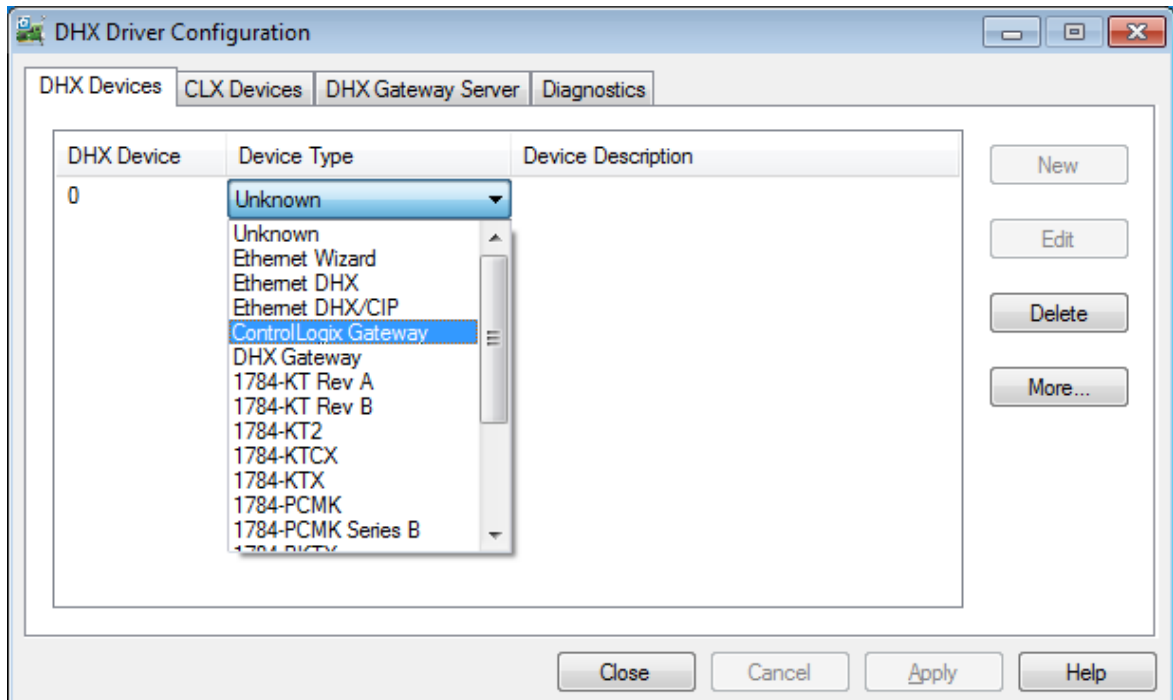 DHX Driver Configuration
DHX Devices CLX Devices DHX Gateway Server Diagnostics
DHX Device Device Type Device Description
0 Unknown
Unknown
Ethernet Wizard
Ethernet DHX
Ethernet DHX/CIP
ControlLogix Gateway
DHX Gateway
1784-KT Rev A
1784-KT Rev B
1784-KT2
1784-KTCX
1784-KTX
1784-PCMK
1784-PCMK Series B
New
Edit
Delete
More...
Close Cancel Apply Help